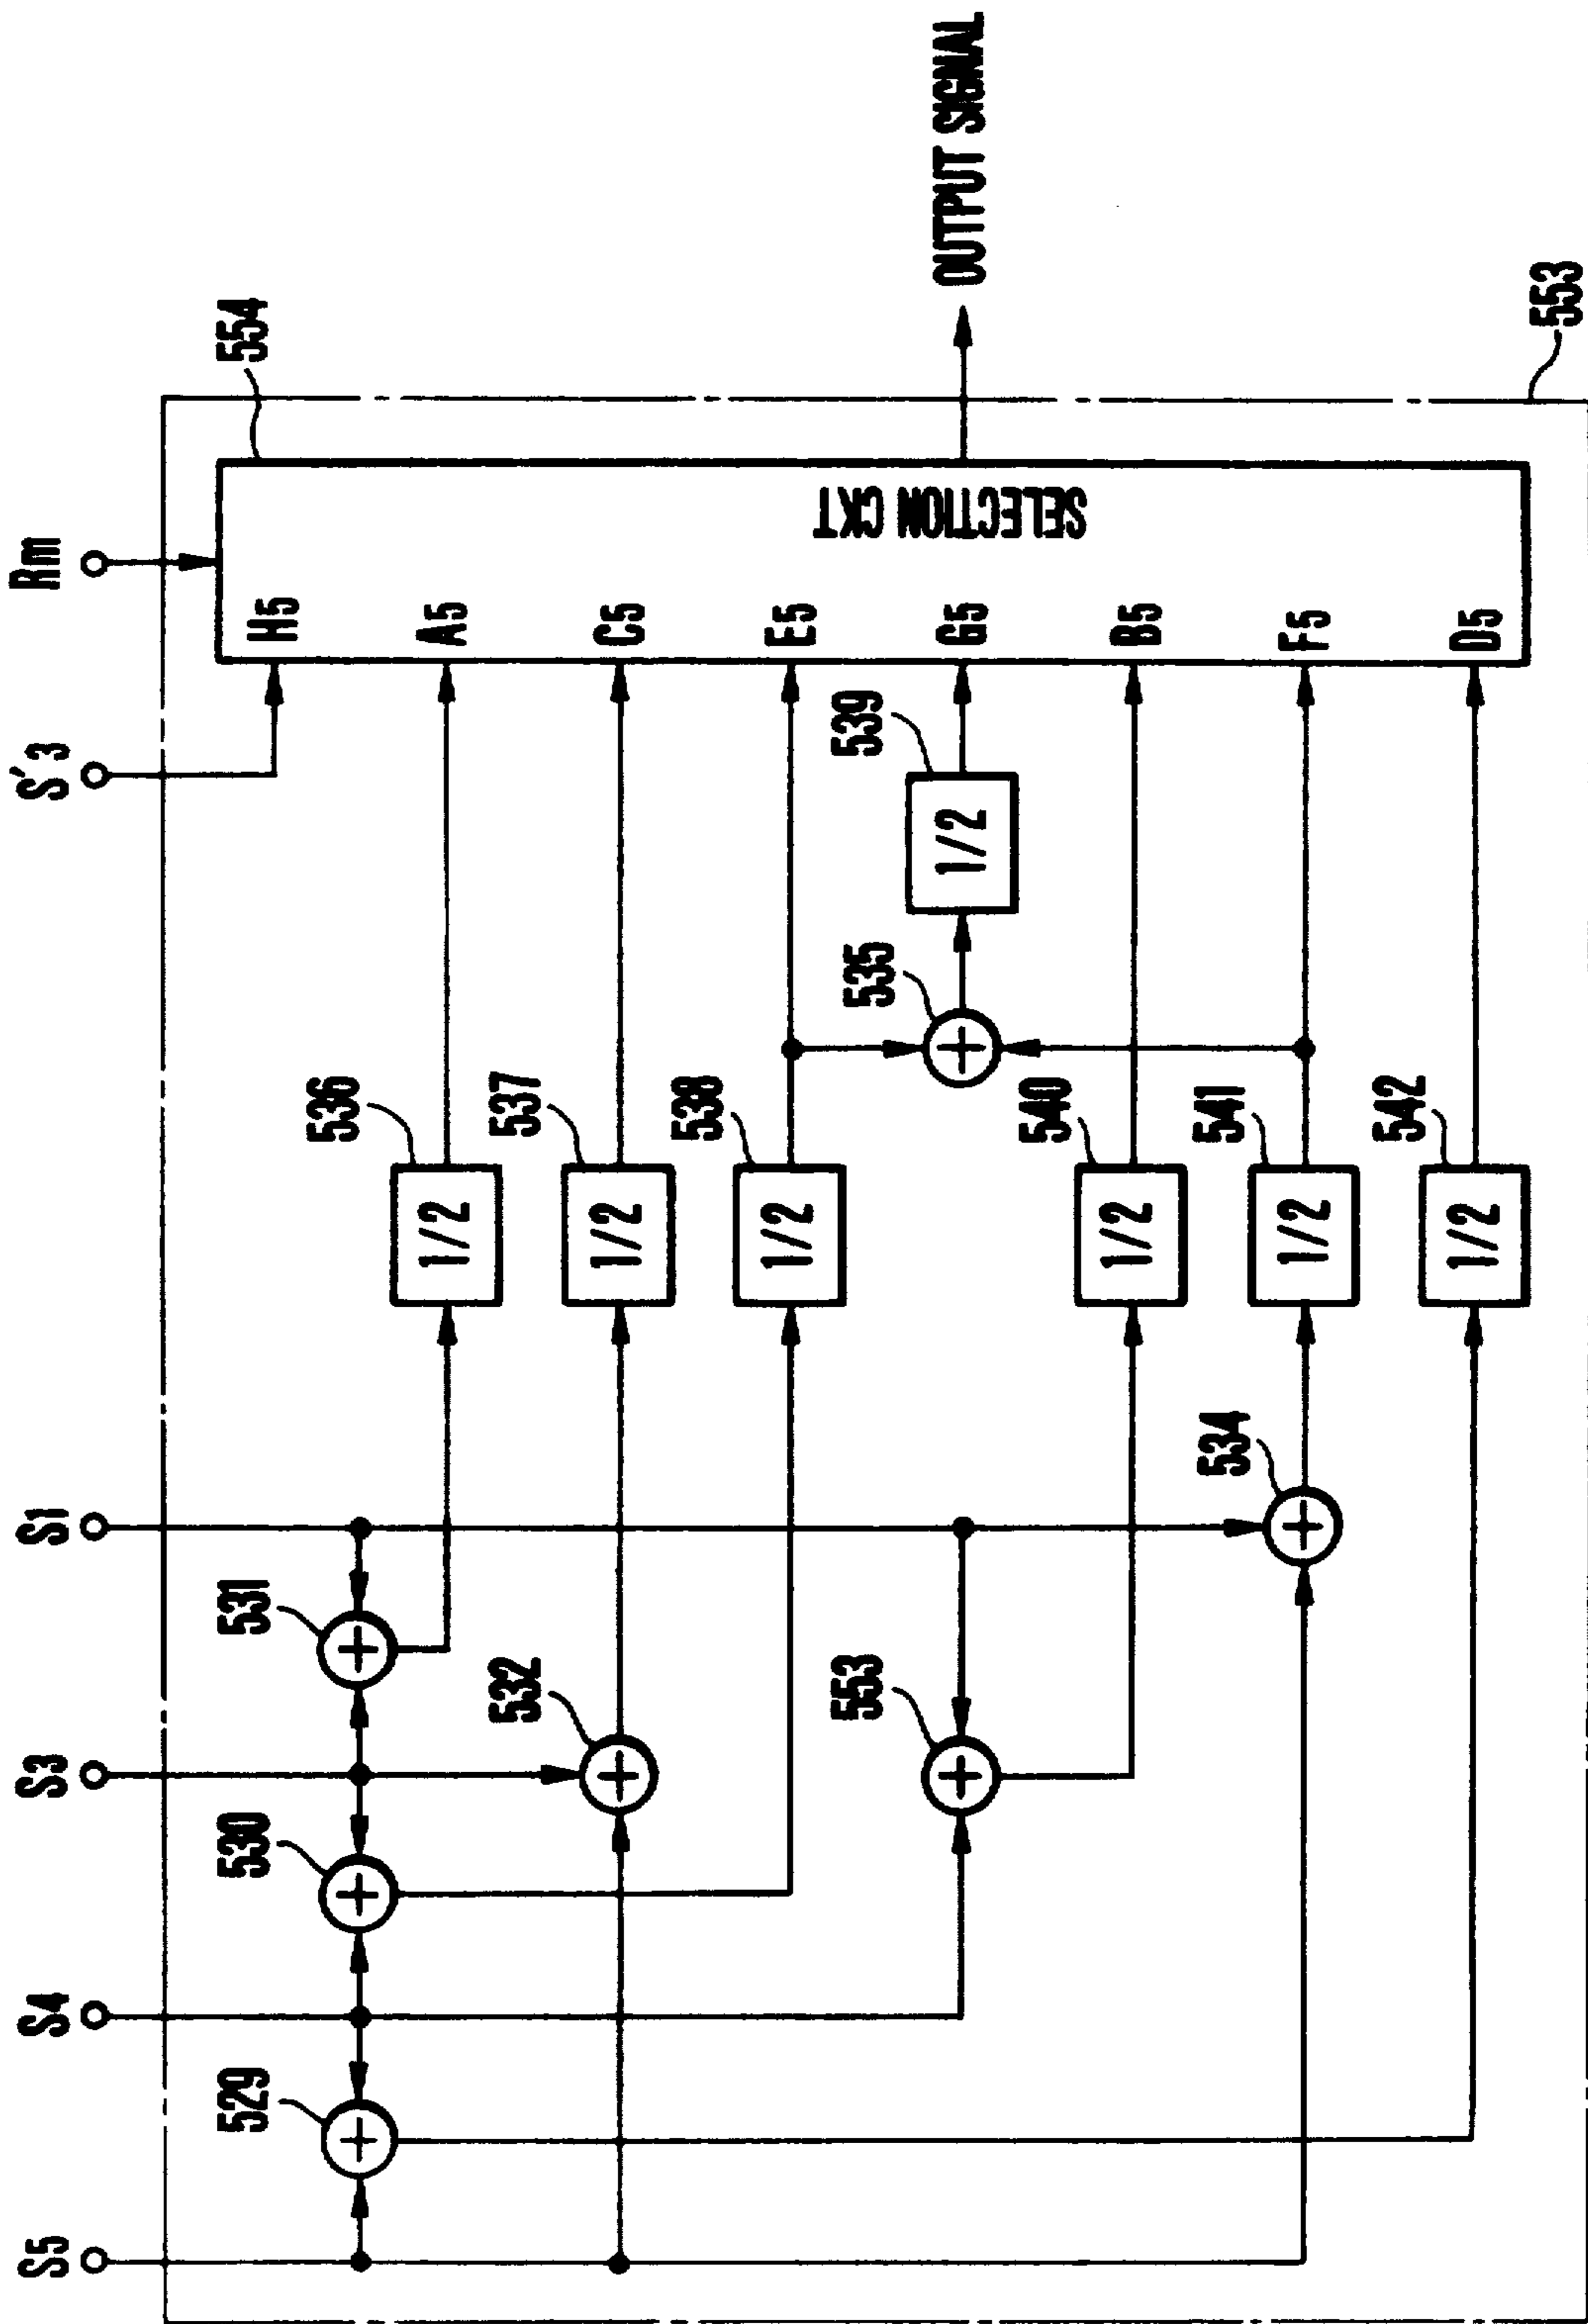 S5
S4
S3
S1
S'3
Rm
529
530
531
554
H5
536
1/2
A5
532
537
1/2
C5
538
1/2
E5
553
535
539
1/2
G5
OUTPUT SIGNAL
SELECTION CKT
540
1/2
B5
534
541
1/2
F5
542
1/2
D5
553